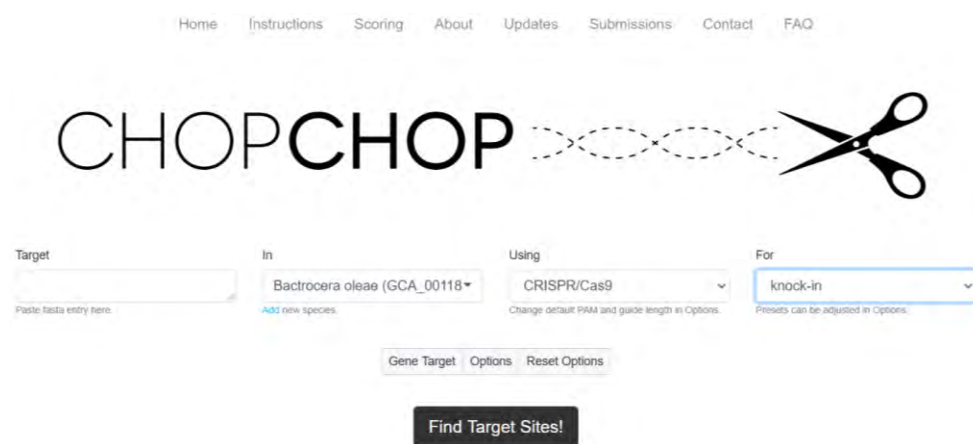 Home Instructions Scoring About Updates Submissions Contact FAQ
CHOPCHOP
Target In Using For
Bactrocera oleae (GCA_00118 CRISPR/Cas9 knock-in
Paste fasta entry here. Add new species. Change default PAM and guide length in Options. Presets can be adjusted in Options.
Gene Target Options Reset Options
Find Target Sites!